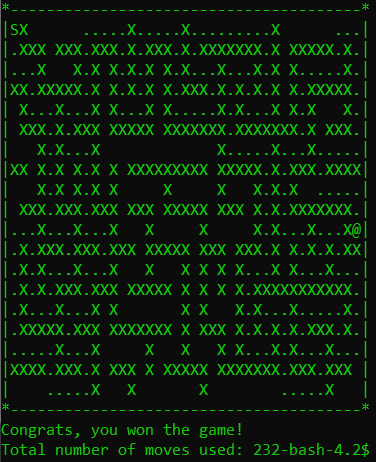 *---------------------------------------*
|SX      .....X.....X.........X      ...|
|.XXX XXX.XXX.X.XXX.X.XXXXXXX.X XXXXX.X.|
|...X   X.X X.X.X X.X...X...X.X     X...|
|XX.XXXXX.X X.X.X XXX.X.X.X.X.X X.XXXXX.|
| X...X...X X...X.....X.X...X X.X   X.|
| XXX.X.XXX XXXXX XXXXXXX.XXXXXXX.X XXX.|
|   X.X...X             X.....X...X.....|
|XX X.X X.X X XXXXXXXXX XXXXX.X.XXX.XXXX|
|   X.X X.X X     X     X   X.X.X  .....|
| XXX.XXX.XXX XXX XXXXX XXX X.X.XXXXXXX.|
|...X...X...X   X     X     X.X...X...X@|
|.X.XXX.XXX.XXX XXXXX XXX XXX.X X.X.X.XX|
|.X.X...X...X   X   X X X X...X...X...X|
|.X.X.XXX.XXX XXXXX X X X X.XXXXXXXXXXX.|
|.X...X...X X       X X   X.X...X.....X.|
|.XXXXX.XXX XXXXXXX X XXX X.X.X.X.XXX.X.|
|.....X...X     X   X   X X...X...X...|
|XXXX.XXX.X XXX X XXXXX XXXXXXX.XXX.XXX |
|    .....X   X       X        .....X   |
*---------------------------------------*
Congrats, you won the game!
Total number of moves used: 232-bash-4.2$